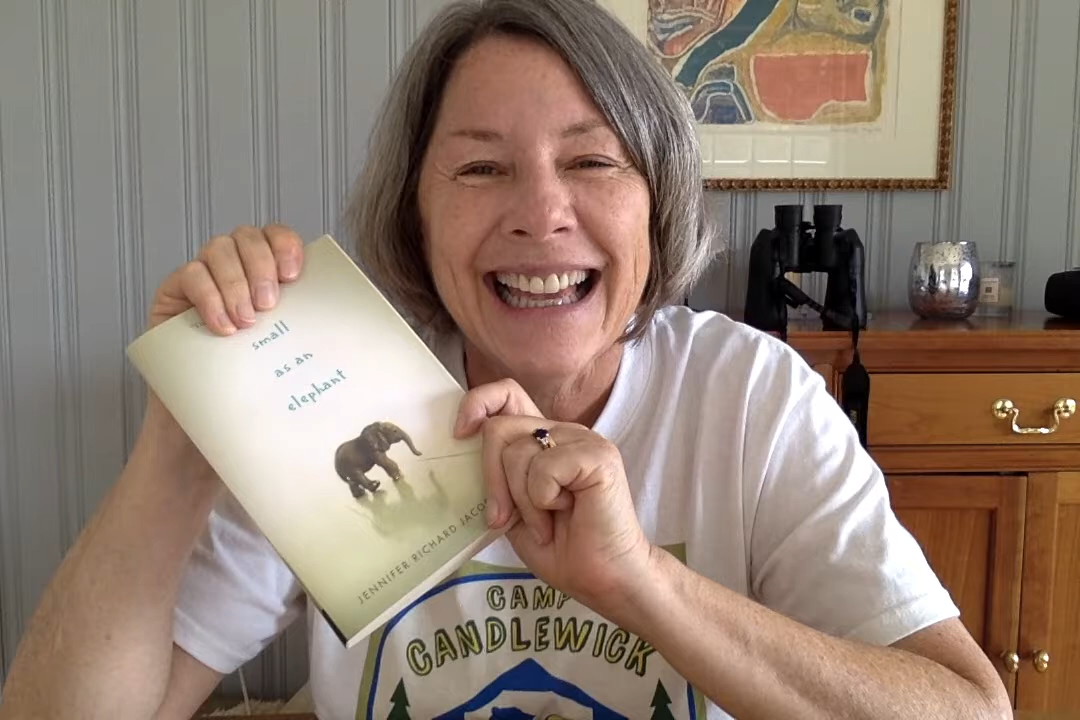 small
as an
elephant
JENNIFER RICHARD JACO
CAMP
CANDLEWICK